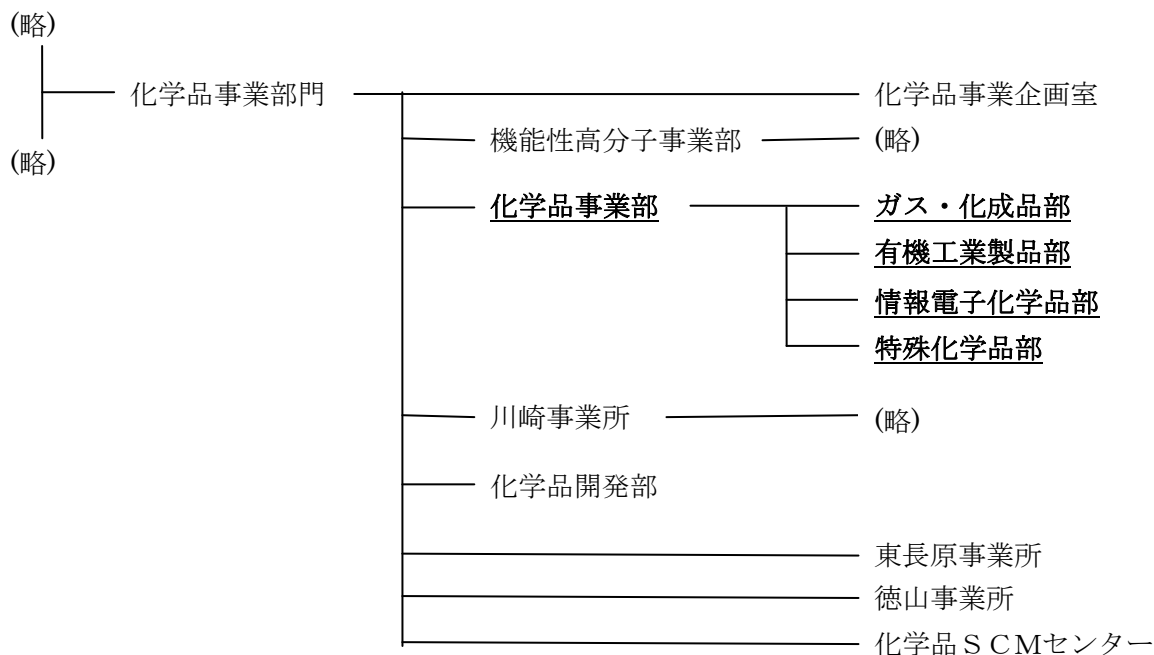 (略)
化学品事業部門 化学品事業企画室
(略) 機能性高分子事業部 (略)
化学品事業部 ガス・化成品部
有機工業製品部
情報電子化学品部
特殊化学品部
川崎事業所 (略)
化学品開発部
東長原事業所
徳山事業所
化学品ＳＣＭセンター